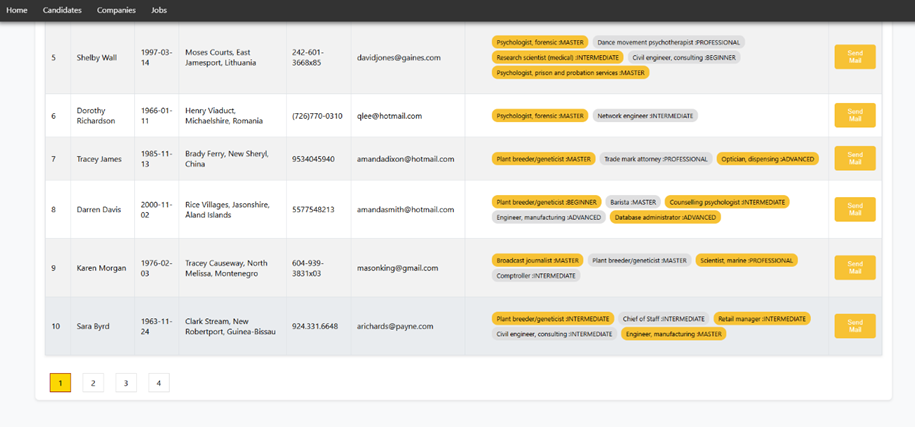 Home Candidates Companies Jobs
5 Shelby Wall 1997-03-14 Moses Courts, East Jamesport, Lithuania 242-601-3668x85 davidjones@gaines.com Psychologist, forensic :MASTER Dance movement psychotherapist :PROFESSIONAL Research scientist (medical) :INTERMEDIATE Civil engineer, consulting :BEGINNER Psychologist, prison and probation services :MASTER Send Mail
6 Dorothy Richardson 1966-01-11 Henry Viaduct, Michaelshire, Romania (726)770-0310 qlee@hotmail.com Psychologist, forensic :MASTER Network engineer :INTERMEDIATE Send Mail
7 Tracey James 1985-11-13 Brady Ferry, New Sheryl, China 9534045940 amandadixon@hotmail.com Plant breeder/geneticist :MASTER Trade mark attorney :PROFESSIONAL Optician, dispensing :ADVANCED Send Mail
8 Darren Davis 2000-11-02 Rice Villages, Jasonshire, Åland Islands 5577548213 amandasmith@hotmail.com Plant breeder/geneticist :BEGINNER Barista :MASTER Counselling psychologist :INTERMEDIATE Engineer, manufacturing :ADVANCED Database administrator :ADVANCED Send Mail
9 Karen Morgan 1976-02-03 Tracey Causeway, North Melissa, Montenegro 604-939-3831x03 masonking@gmail.com Broadcast journalist :MASTER Plant breeder/geneticist :MASTER Scientist, marine :PROFESSIONAL Comptroller :INTERMEDIATE Send Mail
10 Sara Byrd 1963-11-24 Clark Stream, New Robertport, Guinea-Bissau 924.331.6648 arichards@payne.com Plant breeder/geneticist :INTERMEDIATE Chief of Staff :INTERMEDIATE Retail manager :INTERMEDIATE Civil engineer, consulting :INTERMEDIATE Engineer, manufacturing :MASTER Send Mail
1 2 3 4